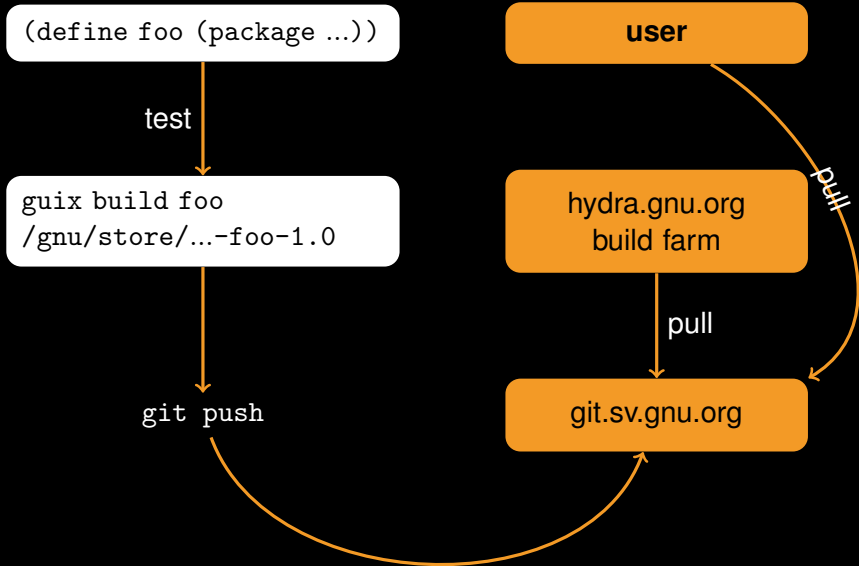 (define foo (package ...))
test
guix build foo
/gnu/store/...-foo-1.0
git push
user
pull
hydra.gnu.org
build farm
pull
git.sv.gnu.org